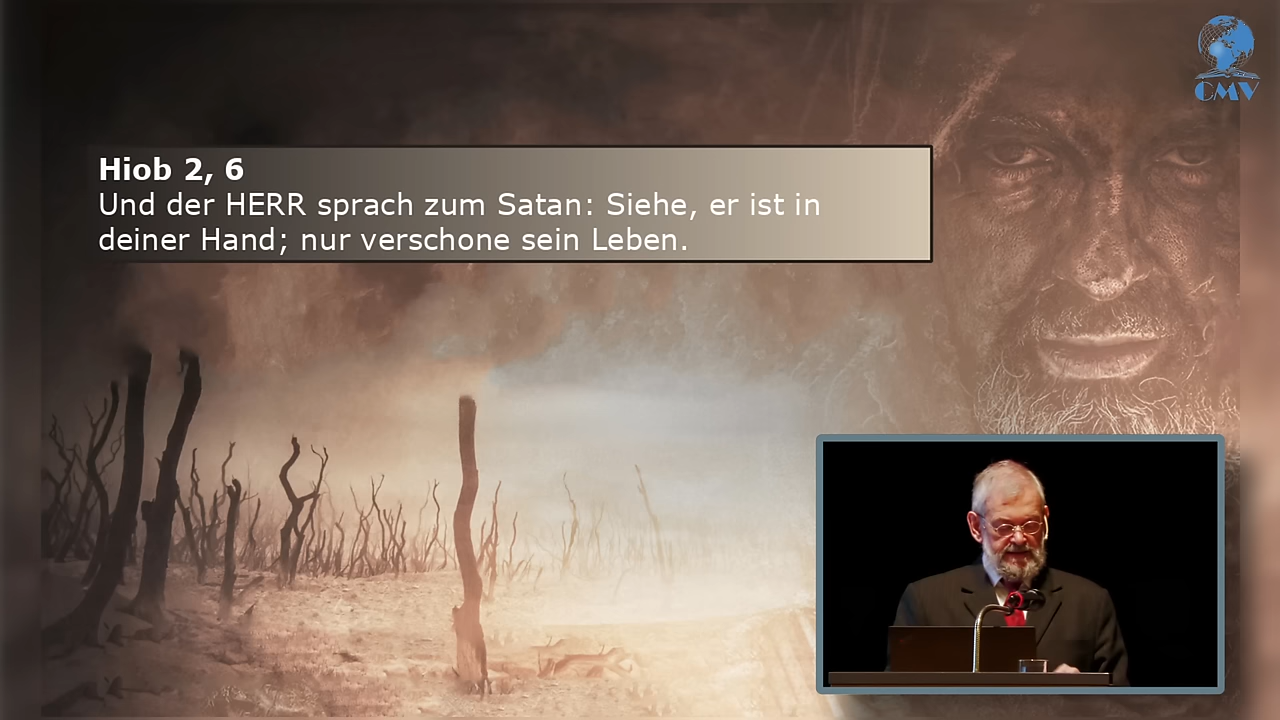 GMV
Hiob 2, 6
Und der HERR sprach zum Satan: Siehe, er ist in
deiner Hand; nur verschone sein Leben.